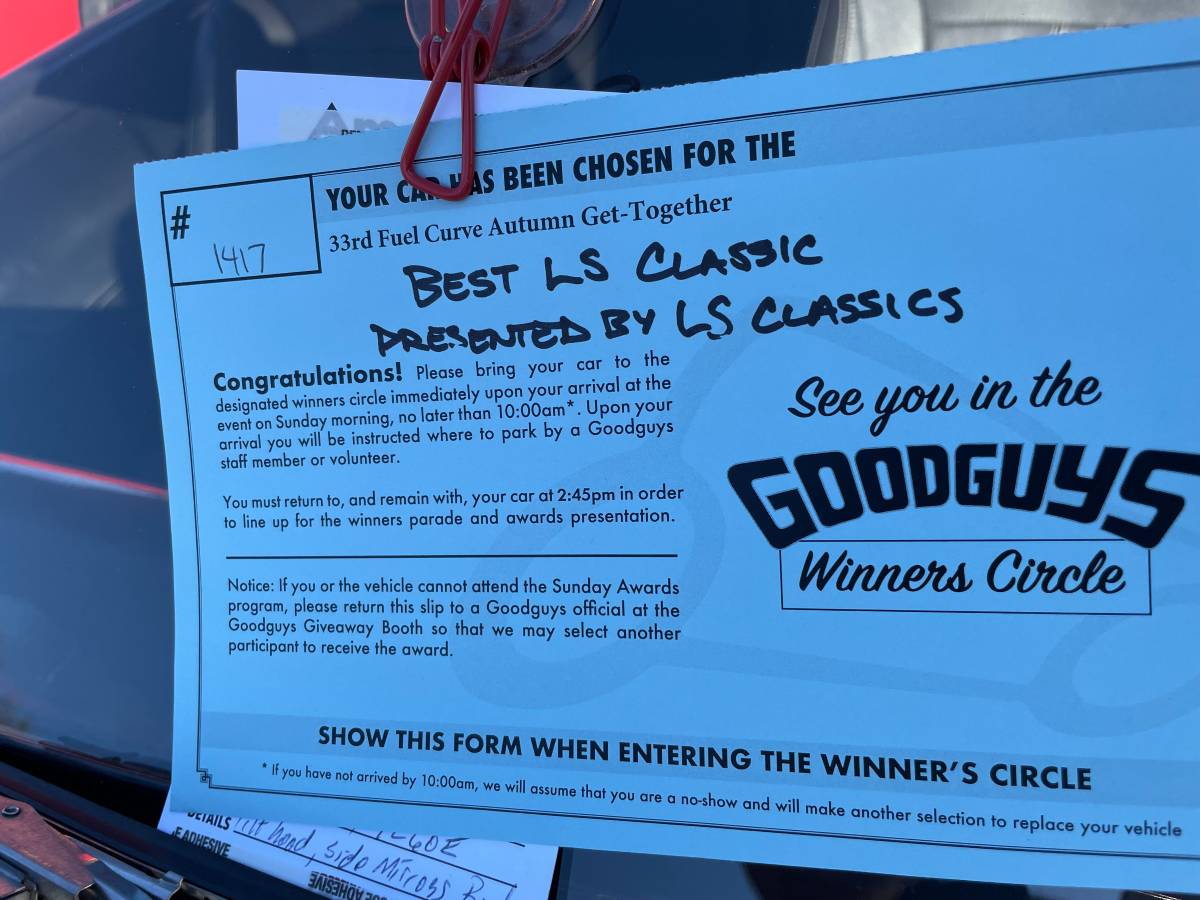 YOUR CAR HAS BEEN CHOSEN FOR THE
#
1417
33rd Fuel Curve Autumn Get-Together
BEST LS CLASSIC
PRESENTED BY LS CLASSICS
Congratulations! Please bring your car to the
designated winners circle immediately upon your arrival at the
event on Sunday morning, no later than 10:00am*. Upon your
arrival you will be instructed where to park by a Goodguys
staff member or volunteer.
You must return to, and remain with, your car at 2:45pm in order
to line up for the winners parade and awards presentation.
Notice: If you or the vehicle cannot attend the Sunday Awards
program, please return this slip to a Goodguys official at the
Goodguys Giveaway Booth so that we may select another
participant to receive the award.
See you in the
GOODGUYS
Winners Circle
SHOW THIS FORM WHEN ENTERING THE WINNER'S CIRCLE
* If you have not arrived by 10:00am, we will assume that you are a no-show and will make another selection to replace your vehicle
DETAILS
hood, side
ADHESIVE